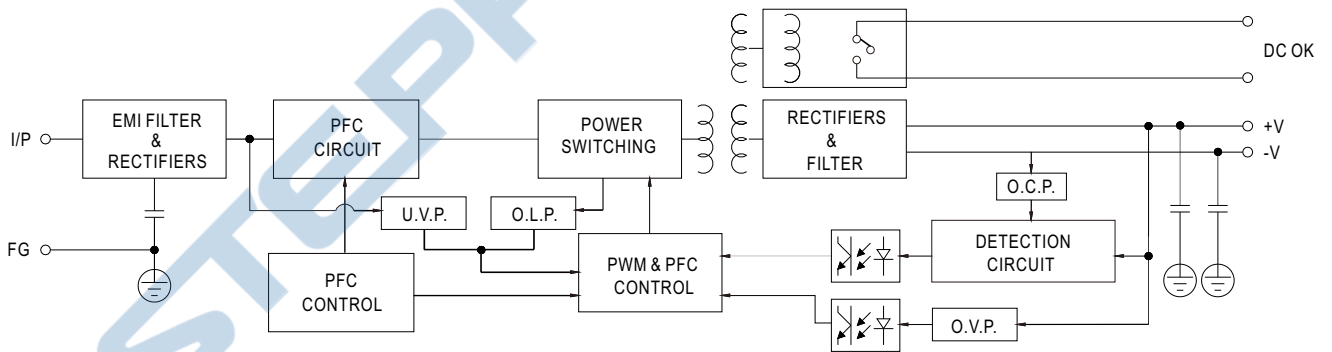 DC OK
I/P
EMI FILTER
&
RECTIFIERS
PFC
CIRCUIT
POWER
SWITCHING
RECTIFIERS
&
FILTER
+V
-V
O.C.P.
U.V.P.
O.L.P.
FG
PFC
CONTROL
PWM & PFC
CONTROL
DETECTION
CIRCUIT
O.V.P.